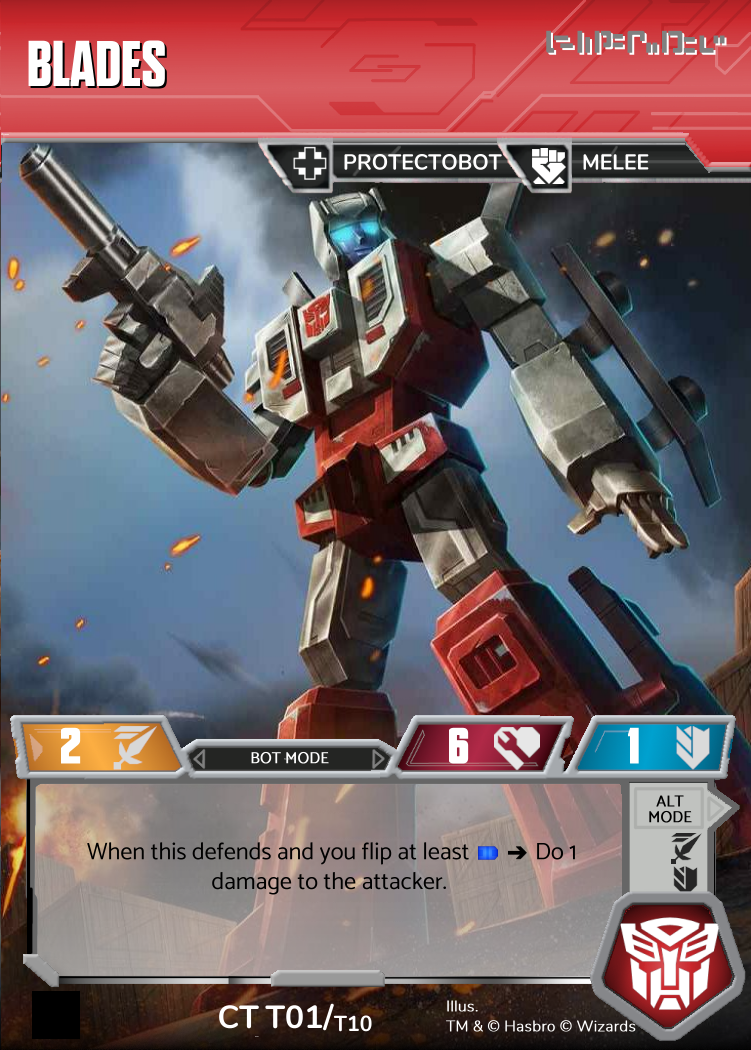 BLADES
PROTECTOBOT MELEE
2 BOT MODE 6 1
ALT
MODE
When this defends and you flip at least ➔ Do 1
damage to the attacker.
CT T01/T10
Illus.
TM & © Hasbro © Wizards